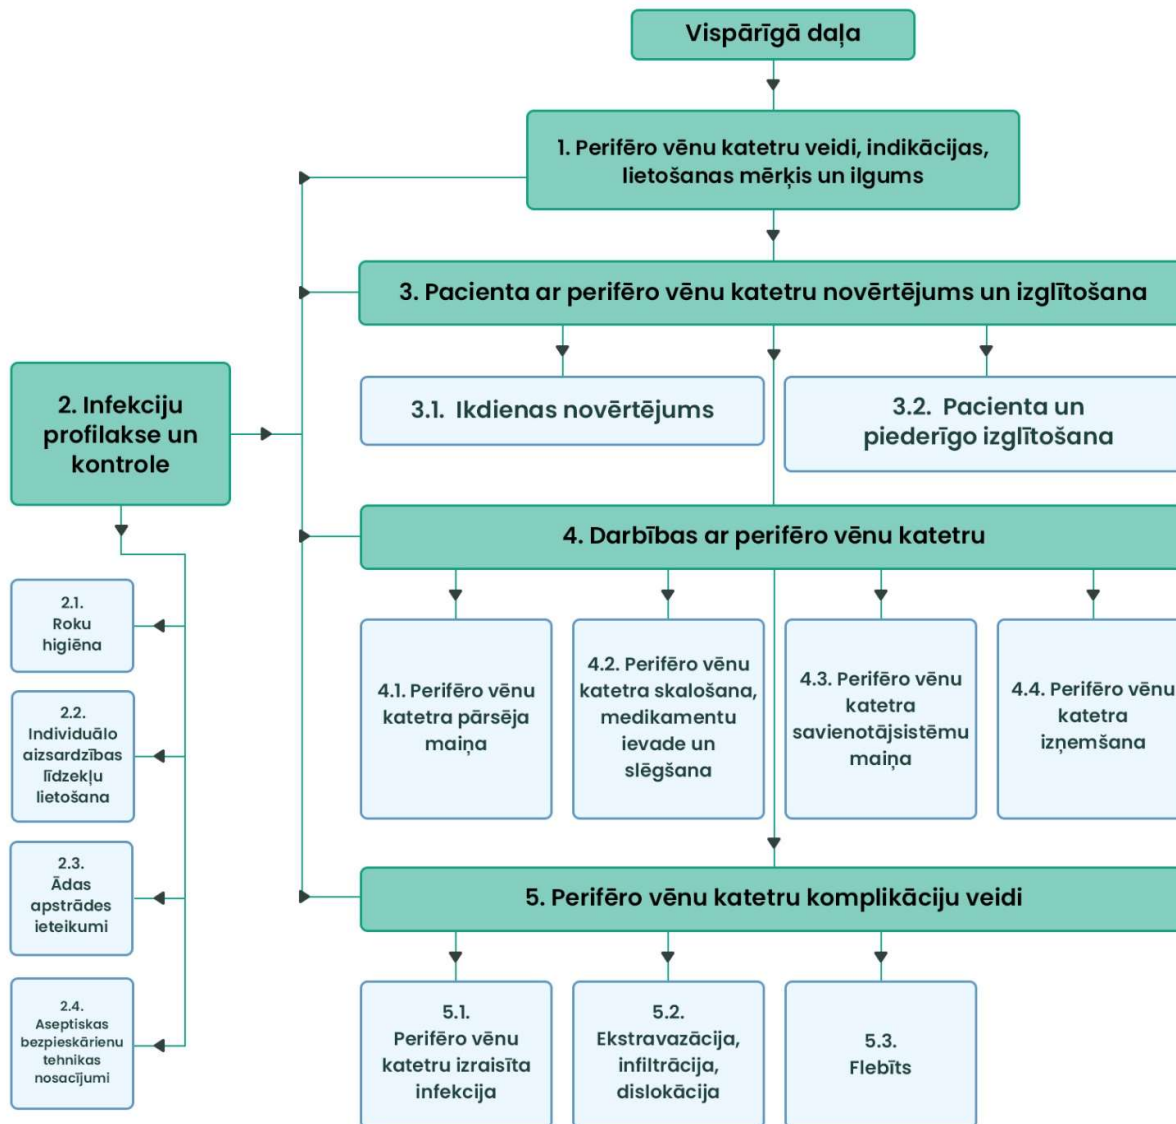 Vispārīgā daļa
1. Perifēro vēnu katetru veidi, indikācijas,
lietošanas mērķis un ilgums
3. Pacienta ar perifēro vēnu katetru novērtējums un izglītošana
3.1. Ikdienas novērtējums
3.2. Pacienta un
piederīgo izglītošana
2. Infekciju
profilakse un
kontrole
2.1.
Roku
higiēna
2.2.
Individuālo
aizsardzības
līdzekļu
lietošana
2.3.
Ādas
apstrādes
ieteikumi
2.4.
Aseptiskas
bezpieskārienu
tehnikas
nosacījumi
4. Darbības ar perifēro vēnu katetru
4.1. Perifēro vēnu
katetra pārsēja
maiņa
4.2. Perifēro vēnu
katetra skalošana,
medikamentu
ievade un
slēgšana
4.3. Perifēro vēnu
katetra
savienotājsistēmu
maiņa
4.4. Perifēro vēnu
katetra
izņemšana
5. Perifēro vēnu katetru komplikāciju veidi
5.1.
Perifēro vēnu
katetru izraisīta
infekcija
5.2.
Ekstravazācija,
infiltrācija,
dislokācija
5.3.
Flebīts